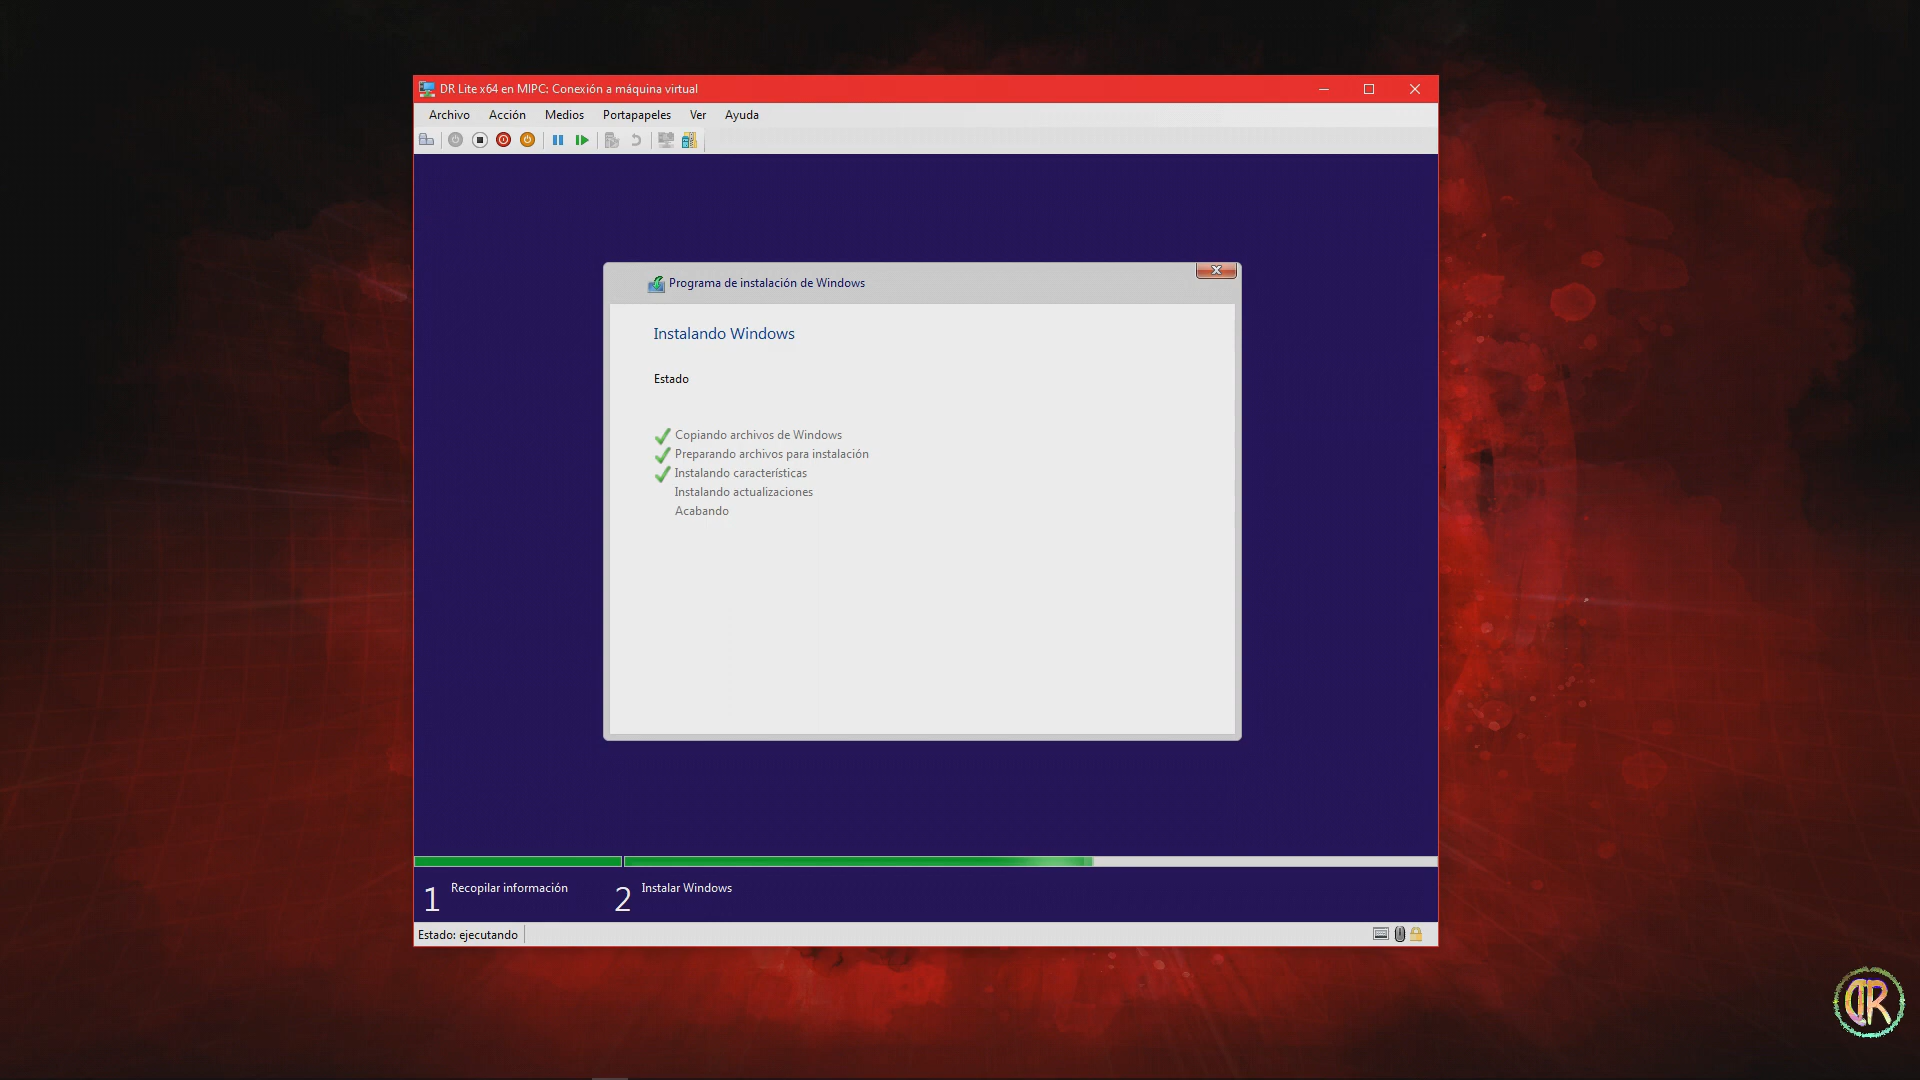 DR Lite x64 en MIPC: Conexión a máquina virtual
Archivo Acción Medios Portapapeles Ver Ayuda
Programa de instalación de Windows
Instalando Windows
Estado
Copiando archivos de Windows
Preparando archivos para instalación
Instalando características
Instalando actualizaciones
Acabando
1 Recopilar información 2 Instalar Windows
Estado: ejecutando
DR